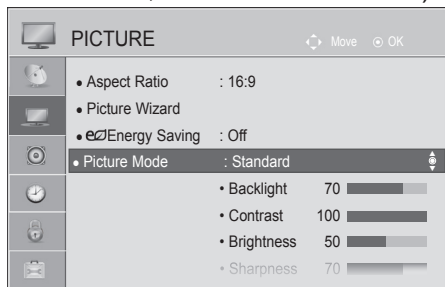 PICTURE Move OK
• Aspect Ratio : 16:9
• Picture Wizard
• Energy Saving : Off
• Picture Mode : Standard
• Backlight 70
• Contrast 100
• Brightness 50
• Sharpness 70